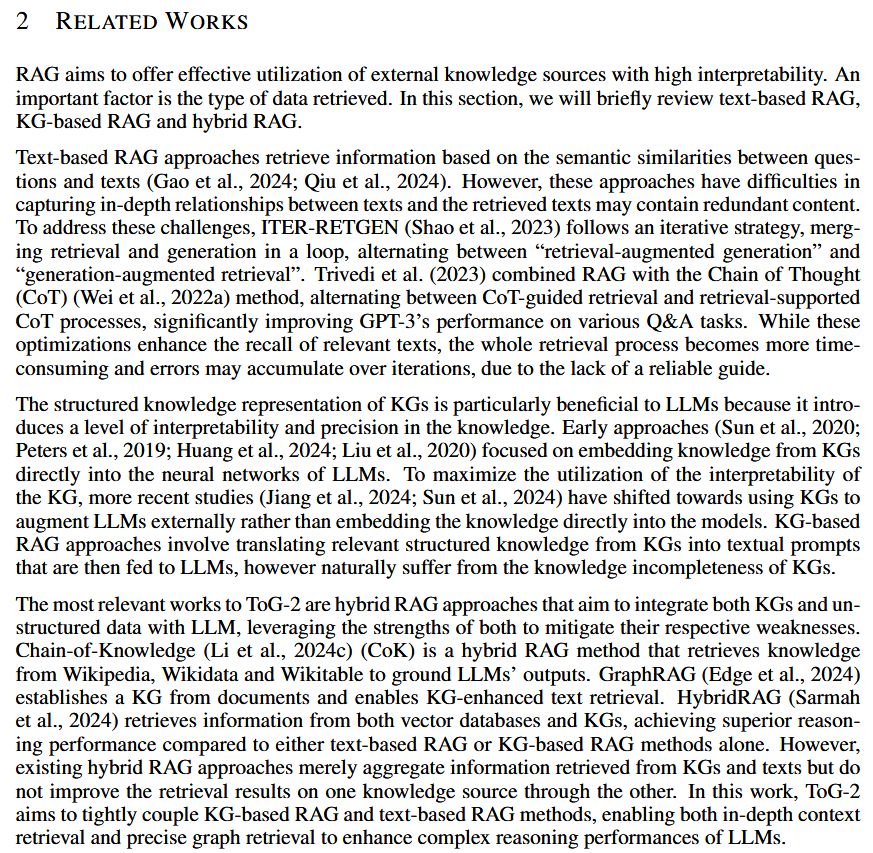 2 RELATED WORKS
RAG aims to offer effective utilization of external knowledge sources with high interpretability. An
important factor is the type of data retrieved. In this section, we will briefly review text-based RAG,
KG-based RAG and hybrid RAG.
Text-based RAG approaches retrieve information based on the semantic similarities between ques-
tions and texts (Gao et al., 2024; Qiu et al., 2024). However, these approaches have difficulties in
capturing in-depth relationships between texts and the retrieved texts may contain redundant content.
To address these challenges, ITER-RETGEN (Shao et al., 2023) follows an iterative strategy, merg-
ing retrieval and generation in a loop, alternating between “retrieval-augmented generation” and
“generation-augmented retrieval”. Trivedi et al. (2023) combined RAG with the Chain of Thought
(CoT) (Wei et al., 2022a) method, alternating between CoT-guided retrieval and retrieval-supported
CoT processes, significantly improving GPT-3’s performance on various Q&A tasks. While these
optimizations enhance the recall of relevant texts, the whole retrieval process becomes more time-
consuming and errors may accumulate over iterations, due to the lack of a reliable guide.
The structured knowledge representation of KGs is particularly beneficial to LLMs because it intro-
duces a level of interpretability and precision in the knowledge. Early approaches (Sun et al., 2020;
Peters et al., 2019; Huang et al., 2024; Liu et al., 2020) focused on embedding knowledge from KGs
directly into the neural networks of LLMs. To maximize the utilization of the interpretability of
the KG, more recent studies (Jiang et al., 2024; Sun et al., 2024) have shifted towards using KGs to
augment LLMs externally rather than embedding the knowledge directly into the models. KG-based
RAG approaches involve translating relevant structured knowledge from KGs into textual prompts
that are then fed to LLMs, however naturally suffer from the knowledge incompleteness of KGs.
The most relevant works to ToG-2 are hybrid RAG approaches that aim to integrate both KGs and un-
structured data with LLM, leveraging the strengths of both to mitigate their respective weaknesses.
Chain-of-Knowledge (Li et al., 2024c) (CoK) is a hybrid RAG method that retrieves knowledge
from Wikipedia, Wikidata and Wikitable to ground LLMs’ outputs. GraphRAG (Edge et al., 2024)
establishes a KG from documents and enables KG-enhanced text retrieval. HybridRAG (Sarmah
et al., 2024) retrieves information from both vector databases and KGs, achieving superior reason-
ing performance compared to either text-based RAG or KG-based RAG methods alone. However,
existing hybrid RAG approaches merely aggregate information retrieved from KGs and texts but do
not improve the retrieval results on one knowledge source through the other. In this work, ToG-2
aims to tightly couple KG-based RAG and text-based RAG methods, enabling both in-depth context
retrieval and precise graph retrieval to enhance complex reasoning performances of LLMs.